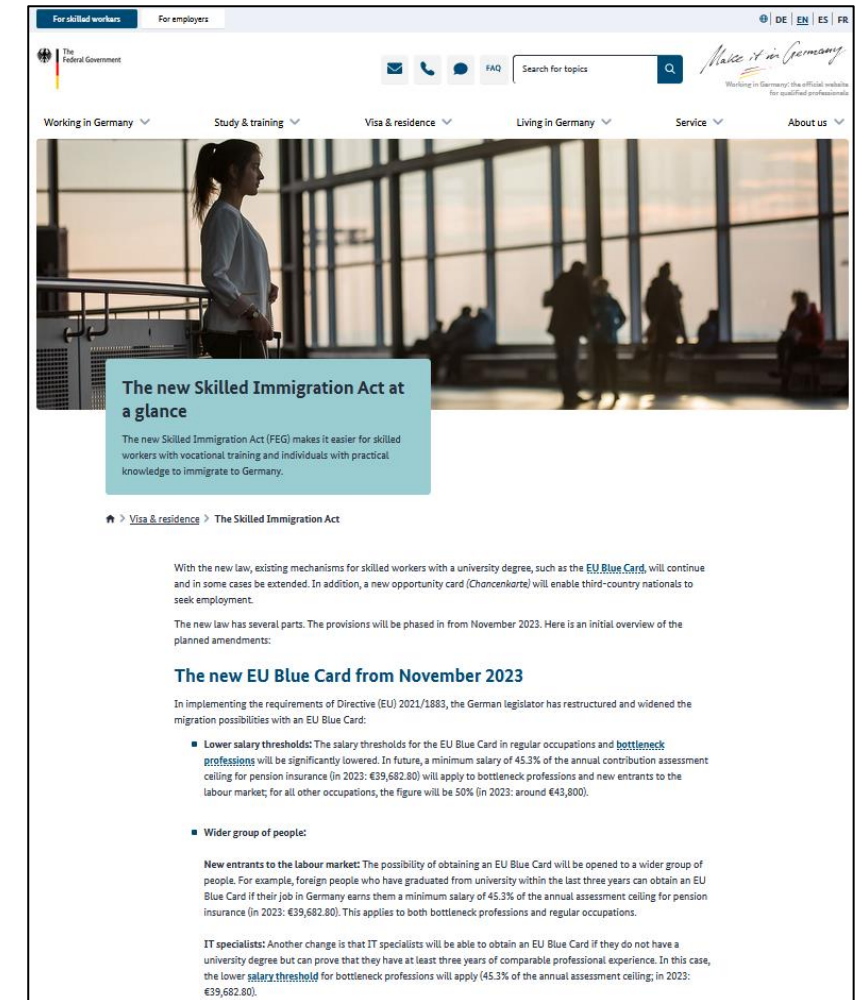 For skilled workers
For employers
DE EN ES FR
The
Federal Government
FAQ
Search for topics
Make it in Germany
Working in Germany: the official website
for qualified professionals
Working in Germany
Study & training
Visa & residence
Living in Germany
Service
About us
The new Skilled Immigration Act at
a glance
The new Skilled Immigration Act (FEG) makes it easier for skilled
workers with vocational training and individuals with practical
knowledge to immigrate to Germany.
> Visa & residence > The Skilled Immigration Act
With the new law, existing mechanisms for skilled workers with a university degree, such as the EU Blue Card, will continue
and in some cases be extended. In addition, a new opportunity card (Chancenkarte) will enable third-country nationals to
seek employment.
The new law has several parts. The provisions will be phased in from November 2023. Here is an initial overview of the
planned amendments:
The new EU Blue Card from November 2023
In implementing the requirements of Directive (EU) 2021/1883, the German legislator has restructured and widened the
migration possibilities with an EU Blue Card:
Lower salary thresholds: The salary thresholds for the EU Blue Card in regular occupations and bottleneck
professions will be significantly lowered. In future, a minimum salary of 45.3% of the annual contribution assessment
ceiling for pension insurance (in 2023: €39,682.80) will apply to bottleneck professions and new entrants to the
labour market; for all other occupations, the figure will be 50% (in 2023: around €43,800).
Wider group of people:
New entrants to the labour market: The possibility of obtaining an EU Blue Card will be opened to a wider group of
people. For example, foreign people who have graduated from university within the last three years can obtain an EU
Blue Card if their job in Germany earns them a minimum salary of 45.3% of the annual assessment ceiling for pension
insurance (in 2023: €39,682.80). This applies to both bottleneck professions and regular occupations.
IT specialists: Another change is that IT specialists will be able to obtain an EU Blue Card if they do not have a
university degree but can prove that they have at least three years of comparable professional experience. In this case,
the lower salary threshold for bottleneck professions will apply (45.3% of the annual assessment ceiling; in 2023:
€39,682.80).